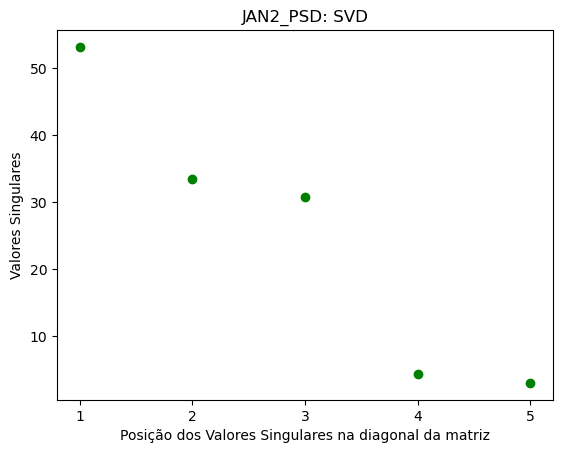 JAN2_PSD: SVD
Valores Singulares
50
40
30
20
10
1 2 3 4 5
Posição dos Valores Singulares na diagonal da matriz